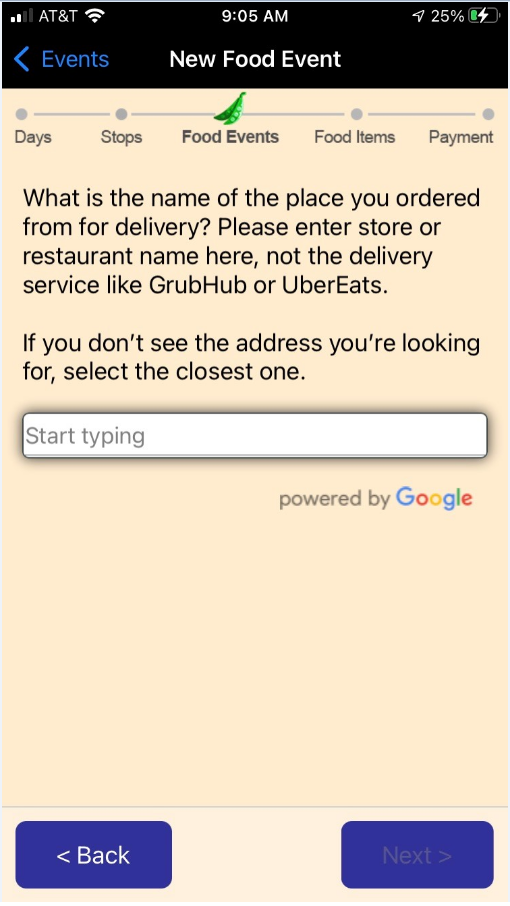 AT&T 9:05 AM 25%
Events New Food Event
Days Stops Food Events Food Items Payment
What is the name of the place you ordered
from for delivery? Please enter store or
restaurant name here, not the delivery
service like GrubHub or UberEats.
If you don’t see the address you’re looking
for, select the closest one.
Start typing
powered by Google
< Back Next >